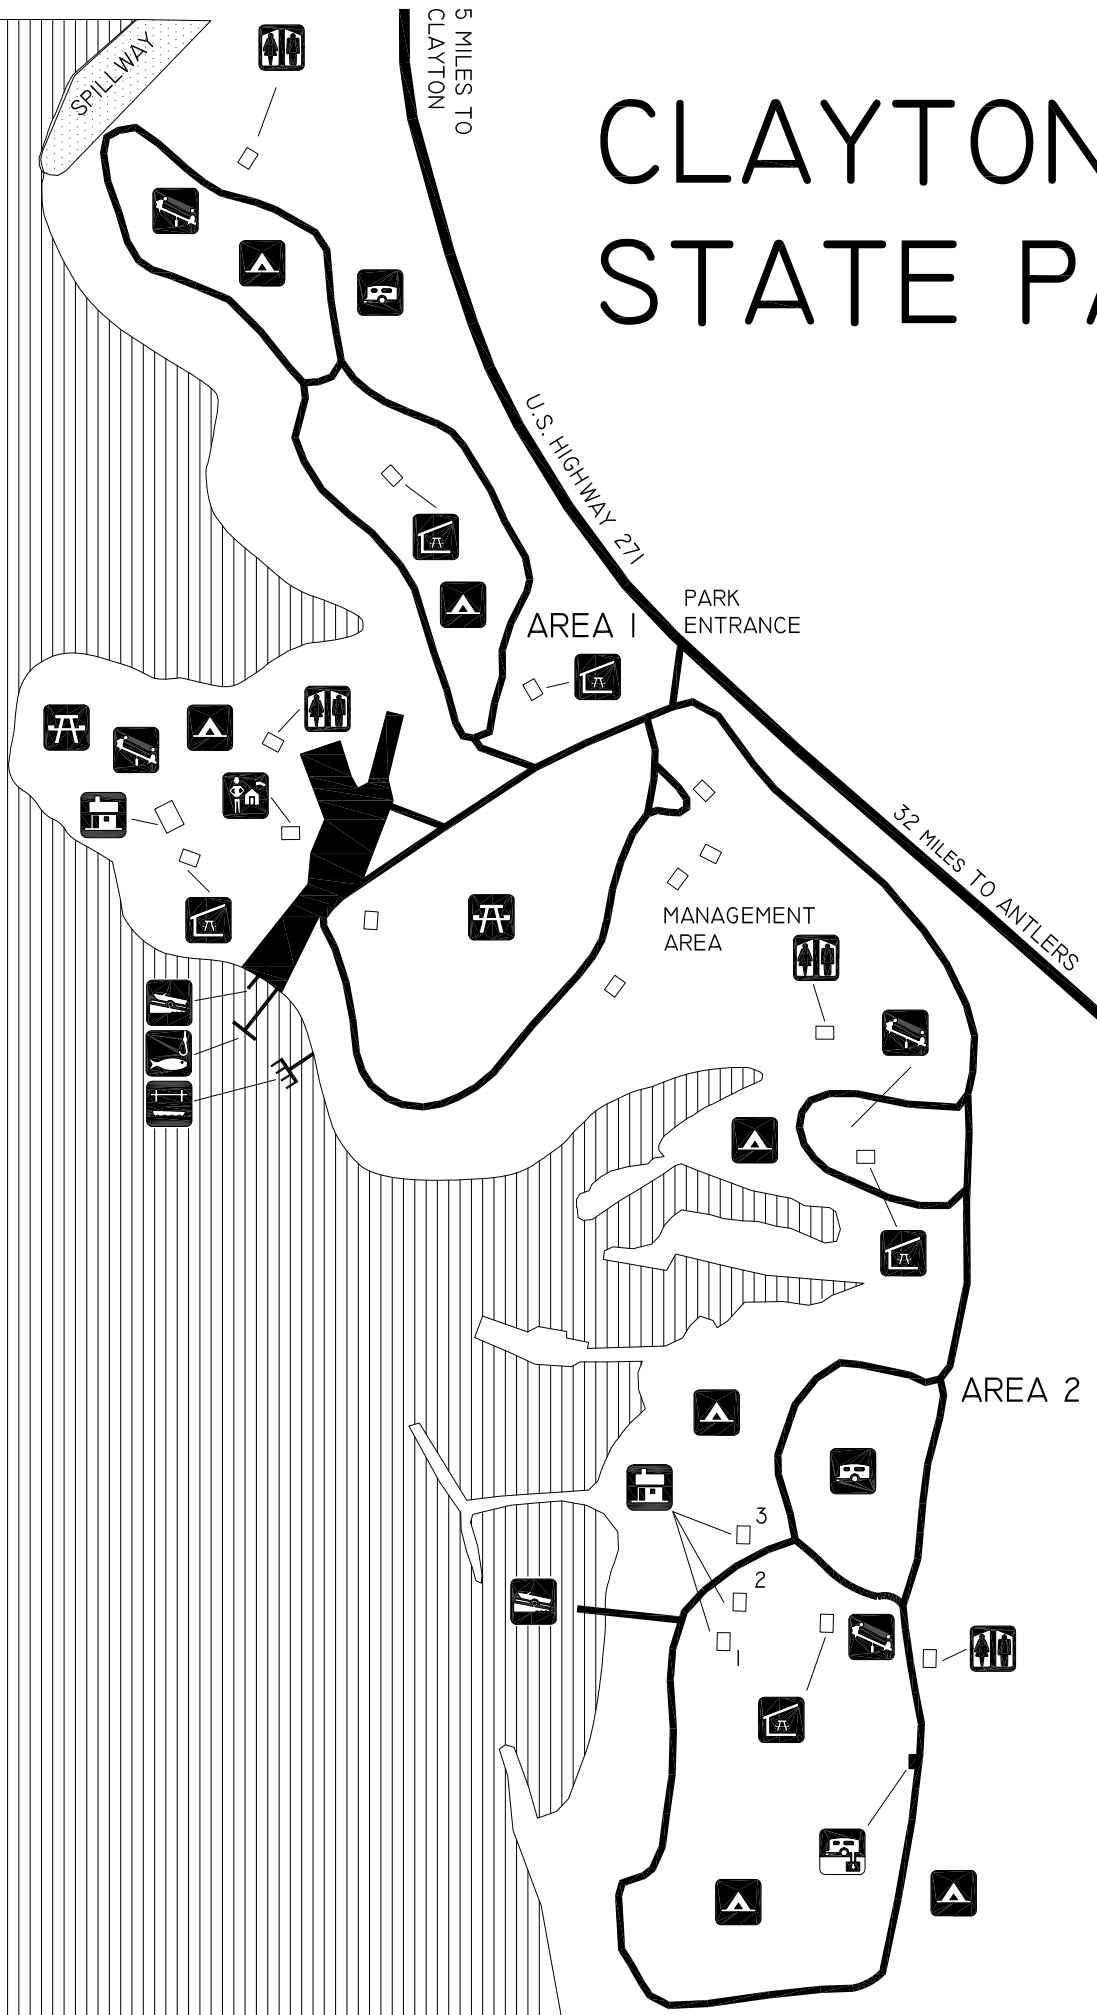 5 MILES TO
CLAYTON
SPILLWAY
CLAYTON
STATE PA
U.S. HIGHWAY 271
PARK
ENTRANCE
AREA 1
32 MILES TO ANTLERS
MANAGEMENT
AREA
AREA 2
3
2
1